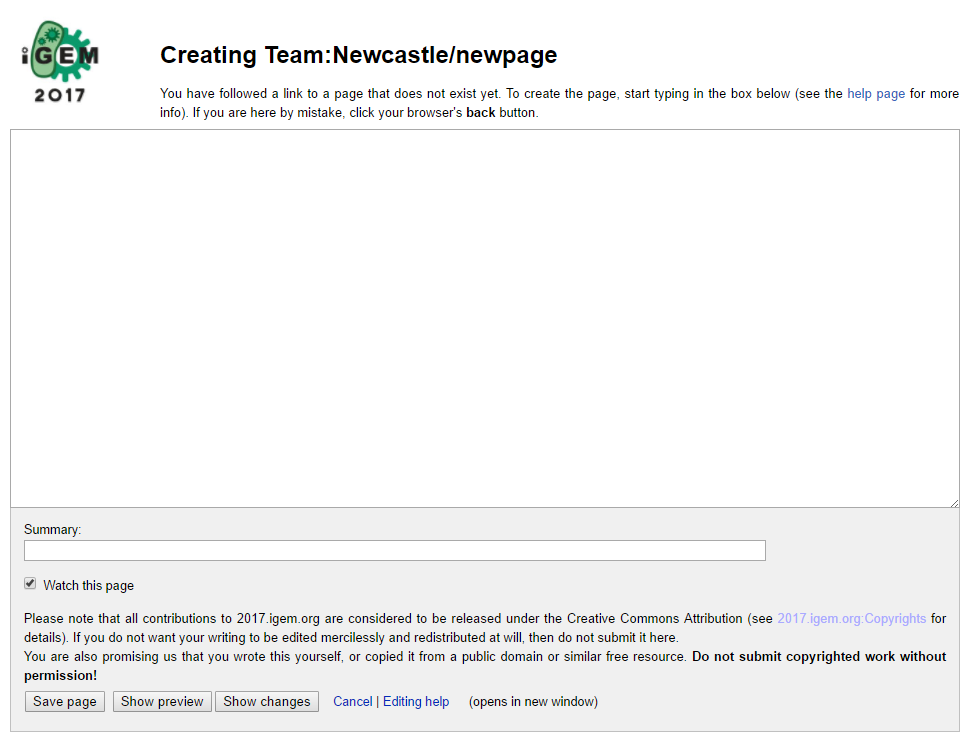 iGEM
2017
Creating Team:Newcastle/newpage
You have followed a link to a page that does not exist yet. To create the page, start typing in the box below (see the help page for more
info). If you are here by mistake, click your browser's back button.
Summary:
Watch this page
Please note that all contributions to 2017.igem.org are considered to be released under the Creative Commons Attribution (see 2017.igem.org:Copyrights for
details). If you do not want your writing to be edited mercilessly and redistributed at will, then do not submit it here.
You are also promising us that you wrote this yourself, or copied it from a public domain or similar free resource. Do not submit copyrighted work without
permission!
Save page Show preview Show changes Cancel | Editing help (opens in new window)